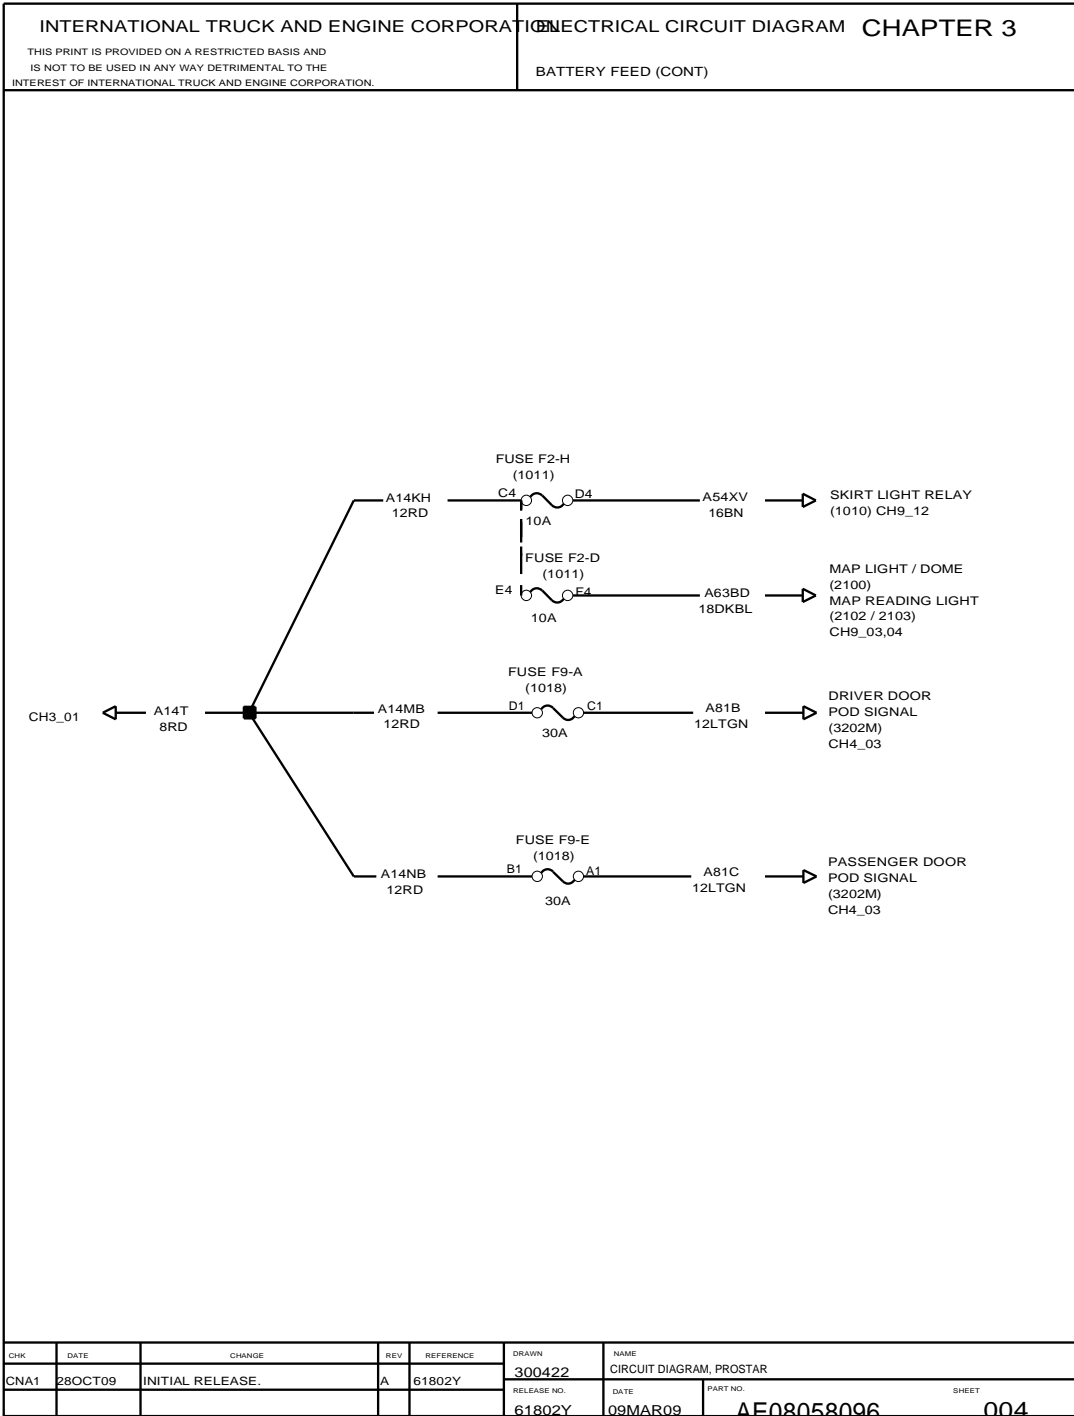 INTERNATIONAL TRUCK AND ENGINE CORPORATION
THIS PRINT IS PROVIDED ON A RESTRICTED BASIS AND
IS NOT TO BE USED IN ANY WAY DETRIMENTAL TO THE
INTEREST OF INTERNATIONAL TRUCK AND ENGINE CORPORATION.
ELECTRICAL CIRCUIT DIAGRAM CHAPTER 3
BATTERY FEED (CONT)
FUSE F2-H
(1011)
A14KH
12RD
C4
D4
10A
A54XV
16BN
SKIRT LIGHT RELAY
(1010) CH9_12
FUSE F2-D
(1011)
E4
F4
10A
A63BD
18DKBL
MAP LIGHT / DOME
(2100)
MAP READING LIGHT
(2102 / 2103)
CH9_03,04
CH3_01
A14T
8RD
A14MB
12RD
FUSE F9-A
(1018)
D1
C1
30A
A81B
12LTGN
DRIVER DOOR
POD SIGNAL
(3202M)
CH4_03
A14NB
12RD
FUSE F9-E
(1018)
B1
A1
30A
A81C
12LTGN
PASSENGER DOOR
POD SIGNAL
(3202M)
CH4_03
CHK DATE CHANGE REV REFERENCE
CNA1 28OCT09 INITIAL RELEASE. A 61802Y
DRAWN
300422
NAME
CIRCUIT DIAGRAM, PROSTAR
RELEASE NO.
61802Y
DATE
09MAR09
PART NO.
AE08058096
SHEET
004